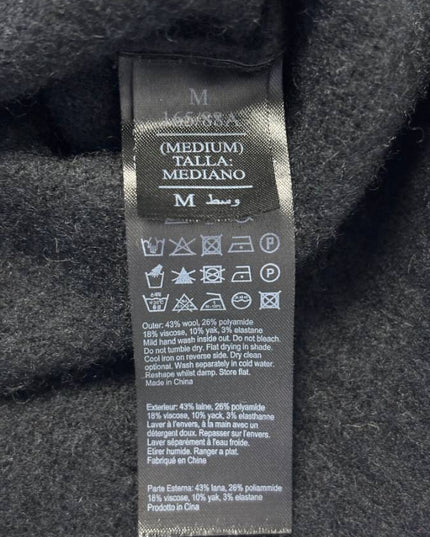 M
165/88A
(MEDIUM)
TALLA:
MEDIANO
M وسط
Outer: 43% wool, 26% polyamide
18% viscose, 10% yak, 3% elastane
Mild hand wash inside out. Do not bleach.
Do not tumble dry. Flat drying in shade.
Cool iron on reverse side. Dry clean
optional. Wash separately in cold water.
Reshape whilst damp. Store flat.
Made in China
Exterieur: 43% laine, 26% polyamide
18% viscose, 10% yack, 3% elasthanne
Laver à l'envers, à la main avec un
détergent doux. Repasser sur l'envers.
Laver séparément à l'eau froide.
Etirer humide. Ranger a plat.
Fabriqué en China
Parte Esterna: 43% lana, 26% poliammide
18% viscose, 10% yak, 3% elastane
Prodotto in Cina